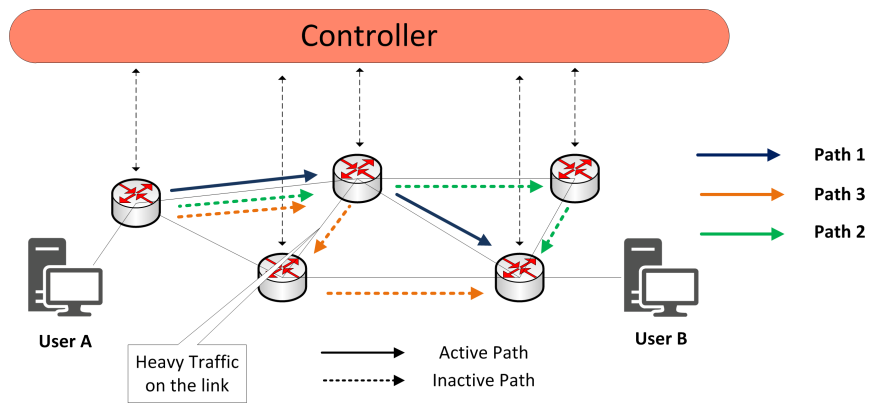 Controller
Path 1
Path 3
Path 2
User A
User B
Heavy Traffic
on the link
Active Path
Inactive Path